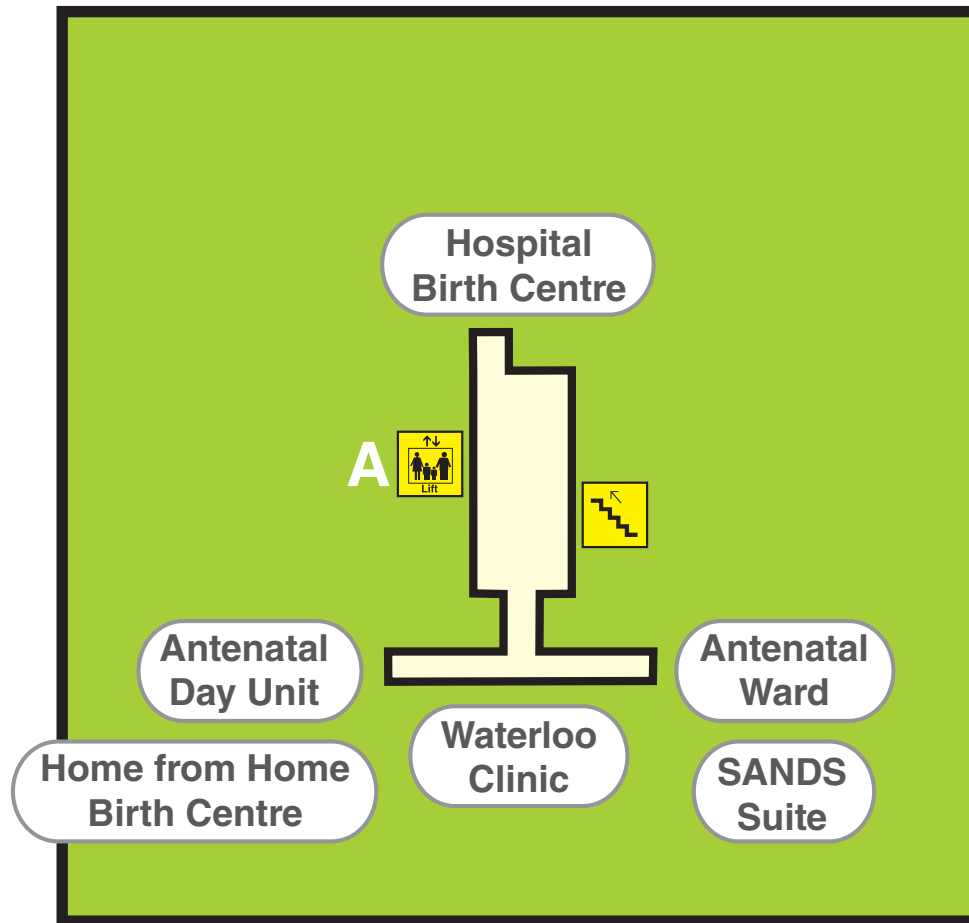 Hospital
Birth Centre
A
Lift
Antenatal
Day Unit
Antenatal
Ward
Waterloo
Clinic
Home from Home
Birth Centre
SANDS
Suite